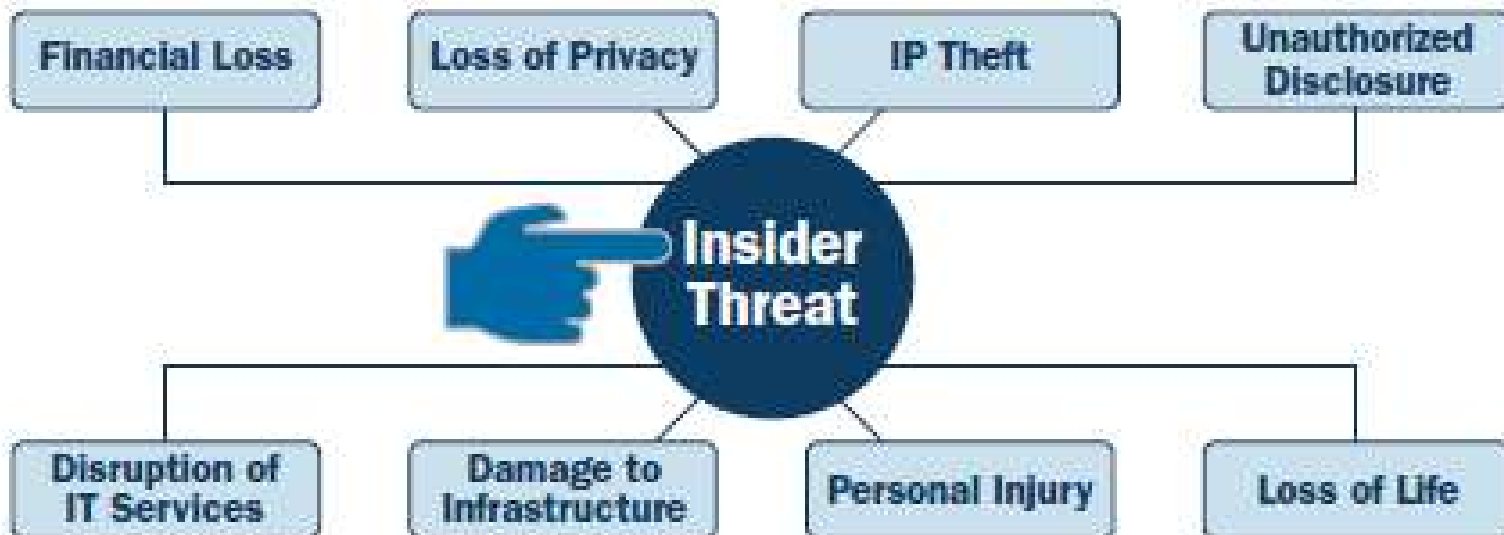 Financial Loss
Loss of Privacy
IP Theft
Unauthorized
Disclosure
Insider
Threat
Disruption of
IT Services
Damage to
Infrastructure
Personal Injury
Loss of Life